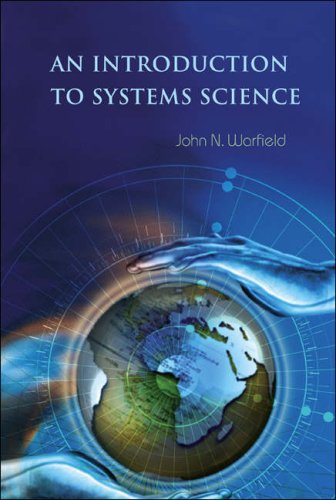 AN INTRODUCTION
TO SYSTEMS SCIENCE
John N. Warfield